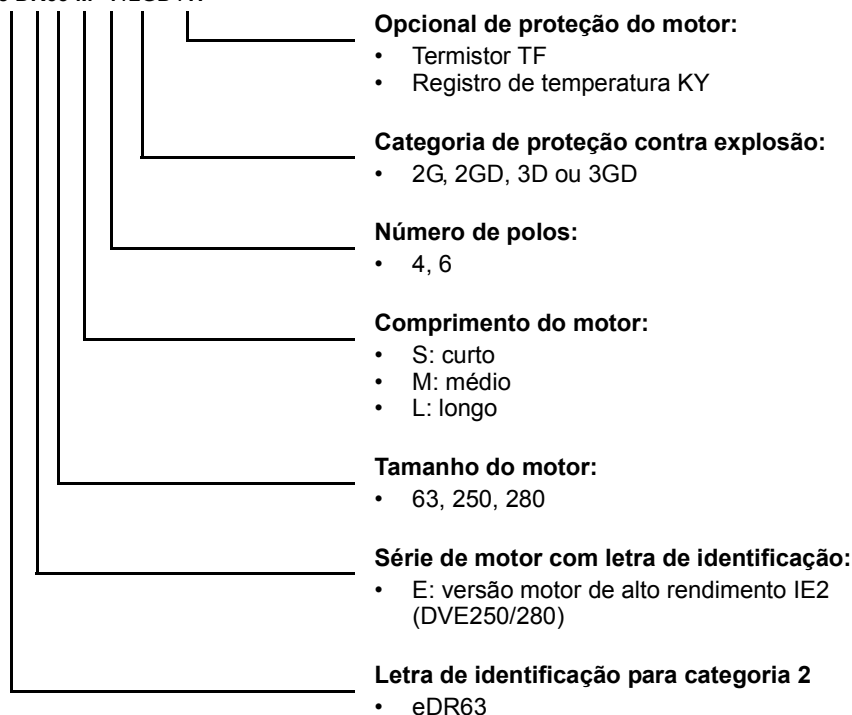 Opcional de proteção do motor:
• Termistor TF
• Registro de temperatura KY
Categoria de proteção contra explosão:
• 2G, 2GD, 3D ou 3GD
Número de polos:
• 4, 6
Comprimento do motor:
• S: curto
• M: médio
• L: longo
Tamanho do motor:
• 63, 250, 280
Série de motor com letra de identificação:
• E: versão motor de alto rendimento IE2
(DVE250/280)
Letra de identificação para categoria 2
• eDR63